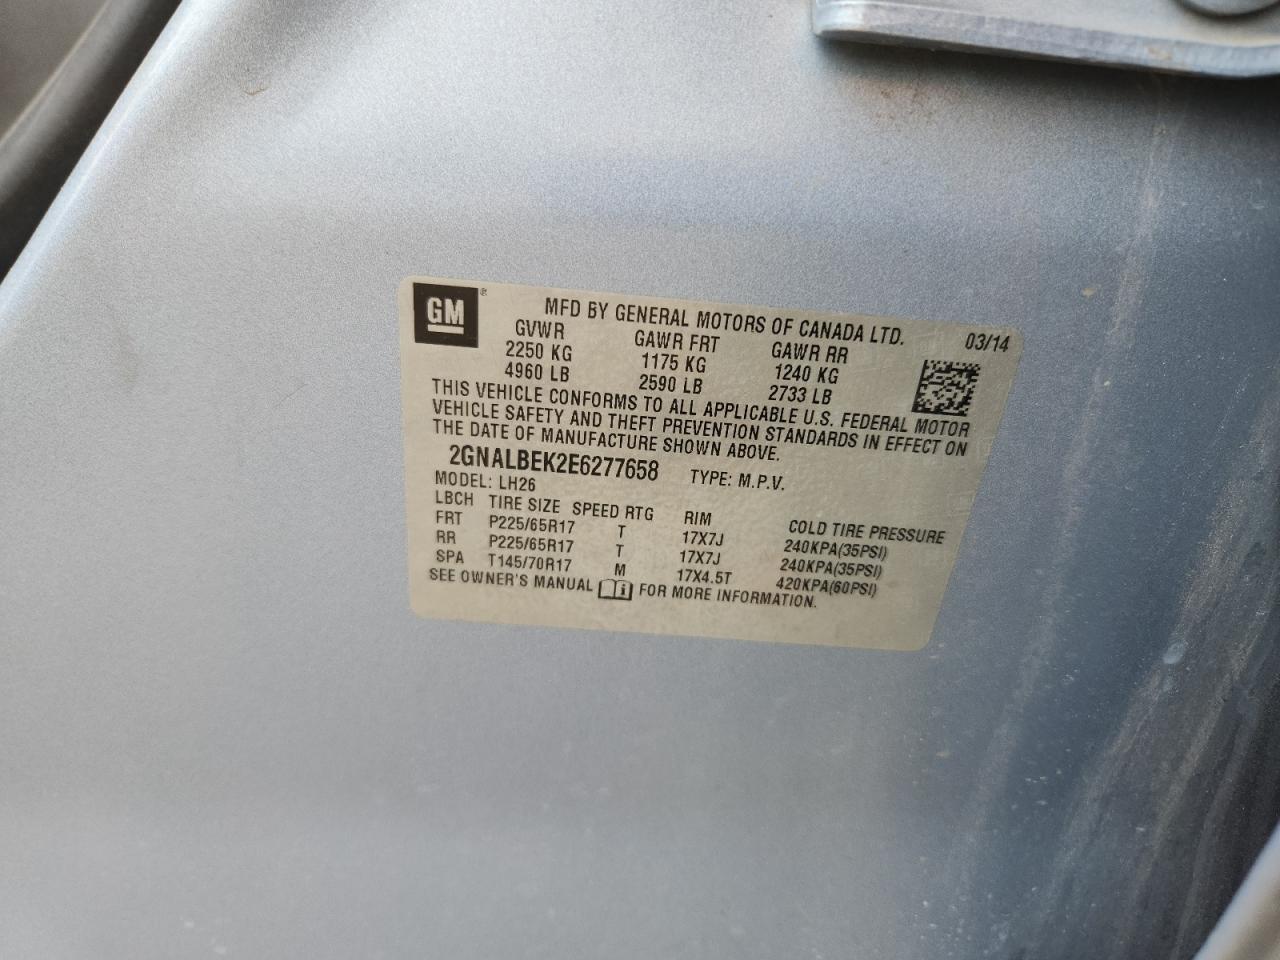 GM®
MFD BY GENERAL MOTORS OF CANADA LTD. 03/14
GVWR GAWR FRT GAWR RR
2250 KG 1175 KG 1240 KG
4960 LB 2590 LB 2733 LB
THIS VEHICLE CONFORMS TO ALL APPLICABLE U.S. FEDERAL MOTOR
VEHICLE SAFETY AND THEFT PREVENTION STANDARDS IN EFFECT ON
THE DATE OF MANUFACTURE SHOWN ABOVE.
2GNALBEK2E6277658 TYPE: M.P.V.
MODEL: LH26
LBCH TIRE SIZE SPEED RTG RIM COLD TIRE PRESSURE
FRT P225/65R17 T 17X7J 240KPA(35PSI)
RR P225/65R17 T 17X7J 240KPA(35PSI)
SPA T145/70R17 M 17X4.5T 420KPA(60PSI)
SEE OWNER'S MANUAL i FOR MORE INFORMATION.